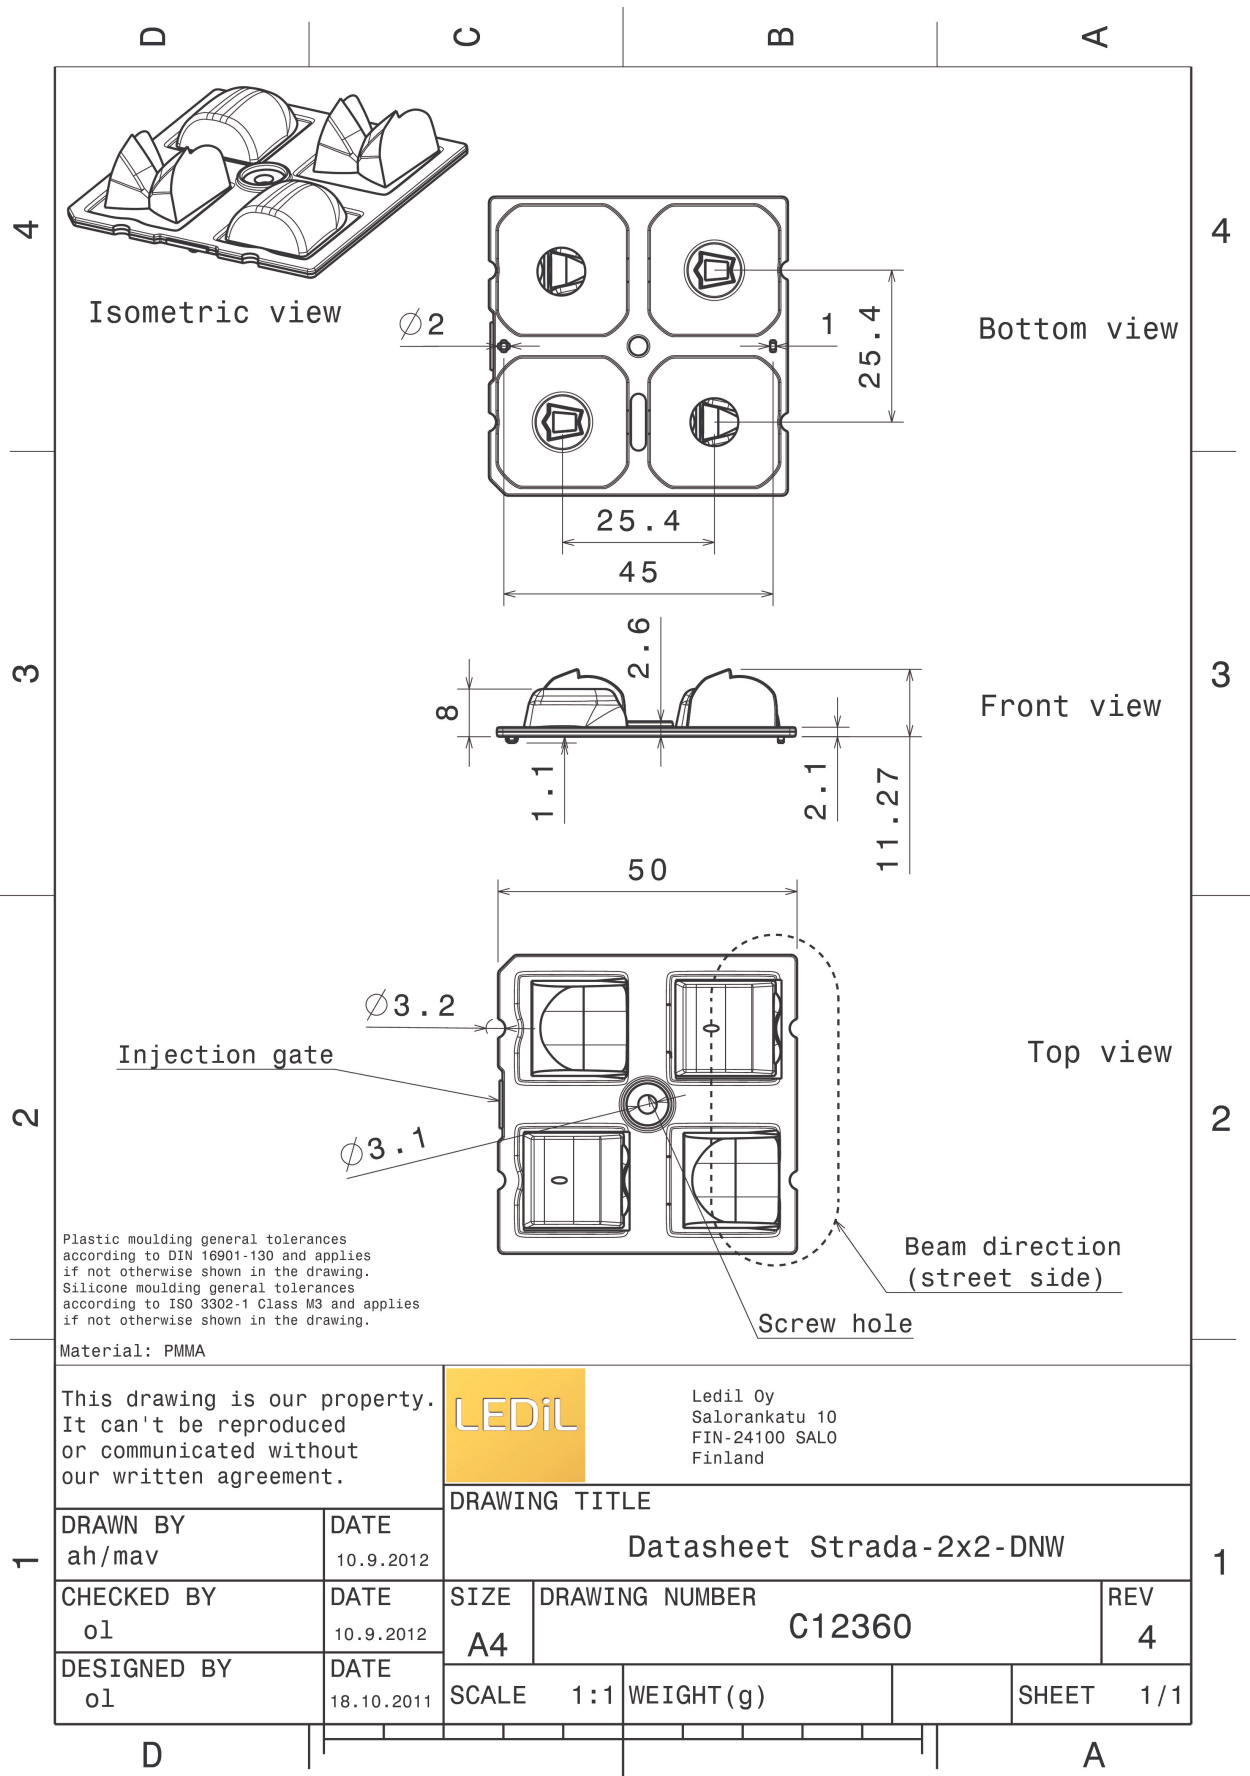 D
C
B
A
4
4
Isometric view
⌀2
1
25.4
Bottom view
25.4
45
3
3
2.6
8
Front view
1.1
2.1
11.27
50
⌀3.2
Injection gate
Top view
2
2
⌀3.1
Plastic moulding general tolerances
according to DIN 16901-130 and applies
if not otherwise shown in the drawing.
Silicone moulding general tolerances
according to ISO 3302-1 Class M3 and applies
if not otherwise shown in the drawing.
Beam direction
(street side)
Screw hole
Material: PMMA
This drawing is our property.
It can't be reproduced
or communicated without
our written agreement.
LEDiL
Ledil Oy
Salorankatu 10
FIN-24100 SALO
Finland
DRAWING TITLE
Datasheet Strada-2x2-DNW
DRAWN BY
ah/mav
DATE
10.9.2012
1
1
CHECKED BY
ol
DATE
10.9.2012
SIZE
A4
DRAWING NUMBER
C12360
REV
4
DESIGNED BY
ol
DATE
18.10.2011
SCALE 1:1
WEIGHT(g)
SHEET 1/1
D
A